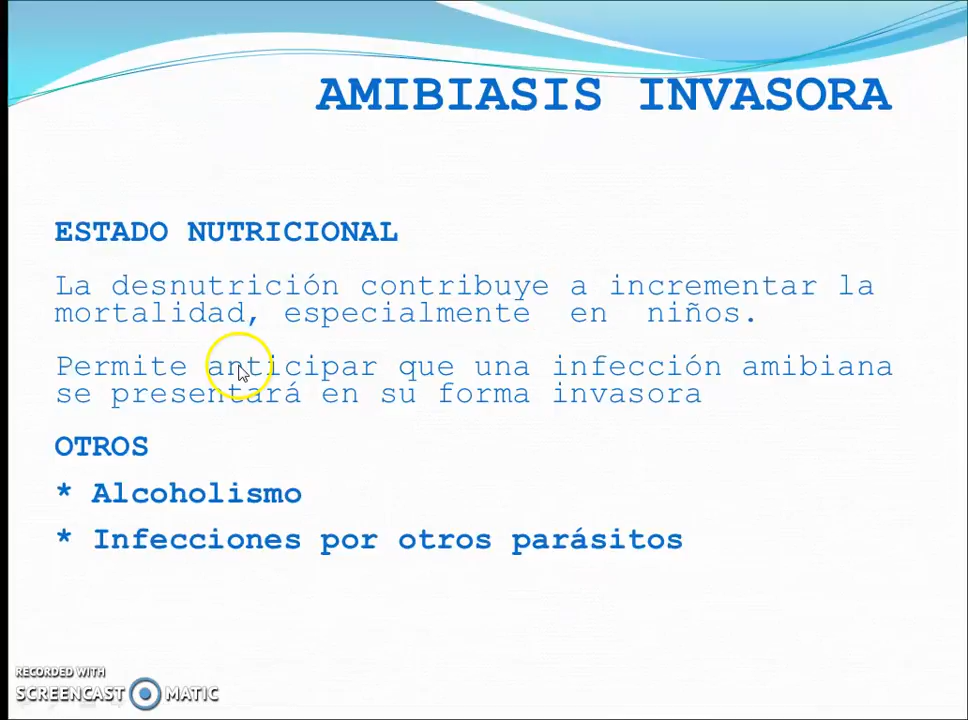 AMIBIASIS INVASORA
ESTADO NUTRICIONAL
La desnutrición contribuye a incrementar la
mortalidad, especialmente en niños.
Permite anticipar que una infección amibiana
se presentará en su forma invasora
OTROS
* Alcoholismo
* Infecciones por otros parásitos
RECORDED WITH
SCREENCAST MATIC